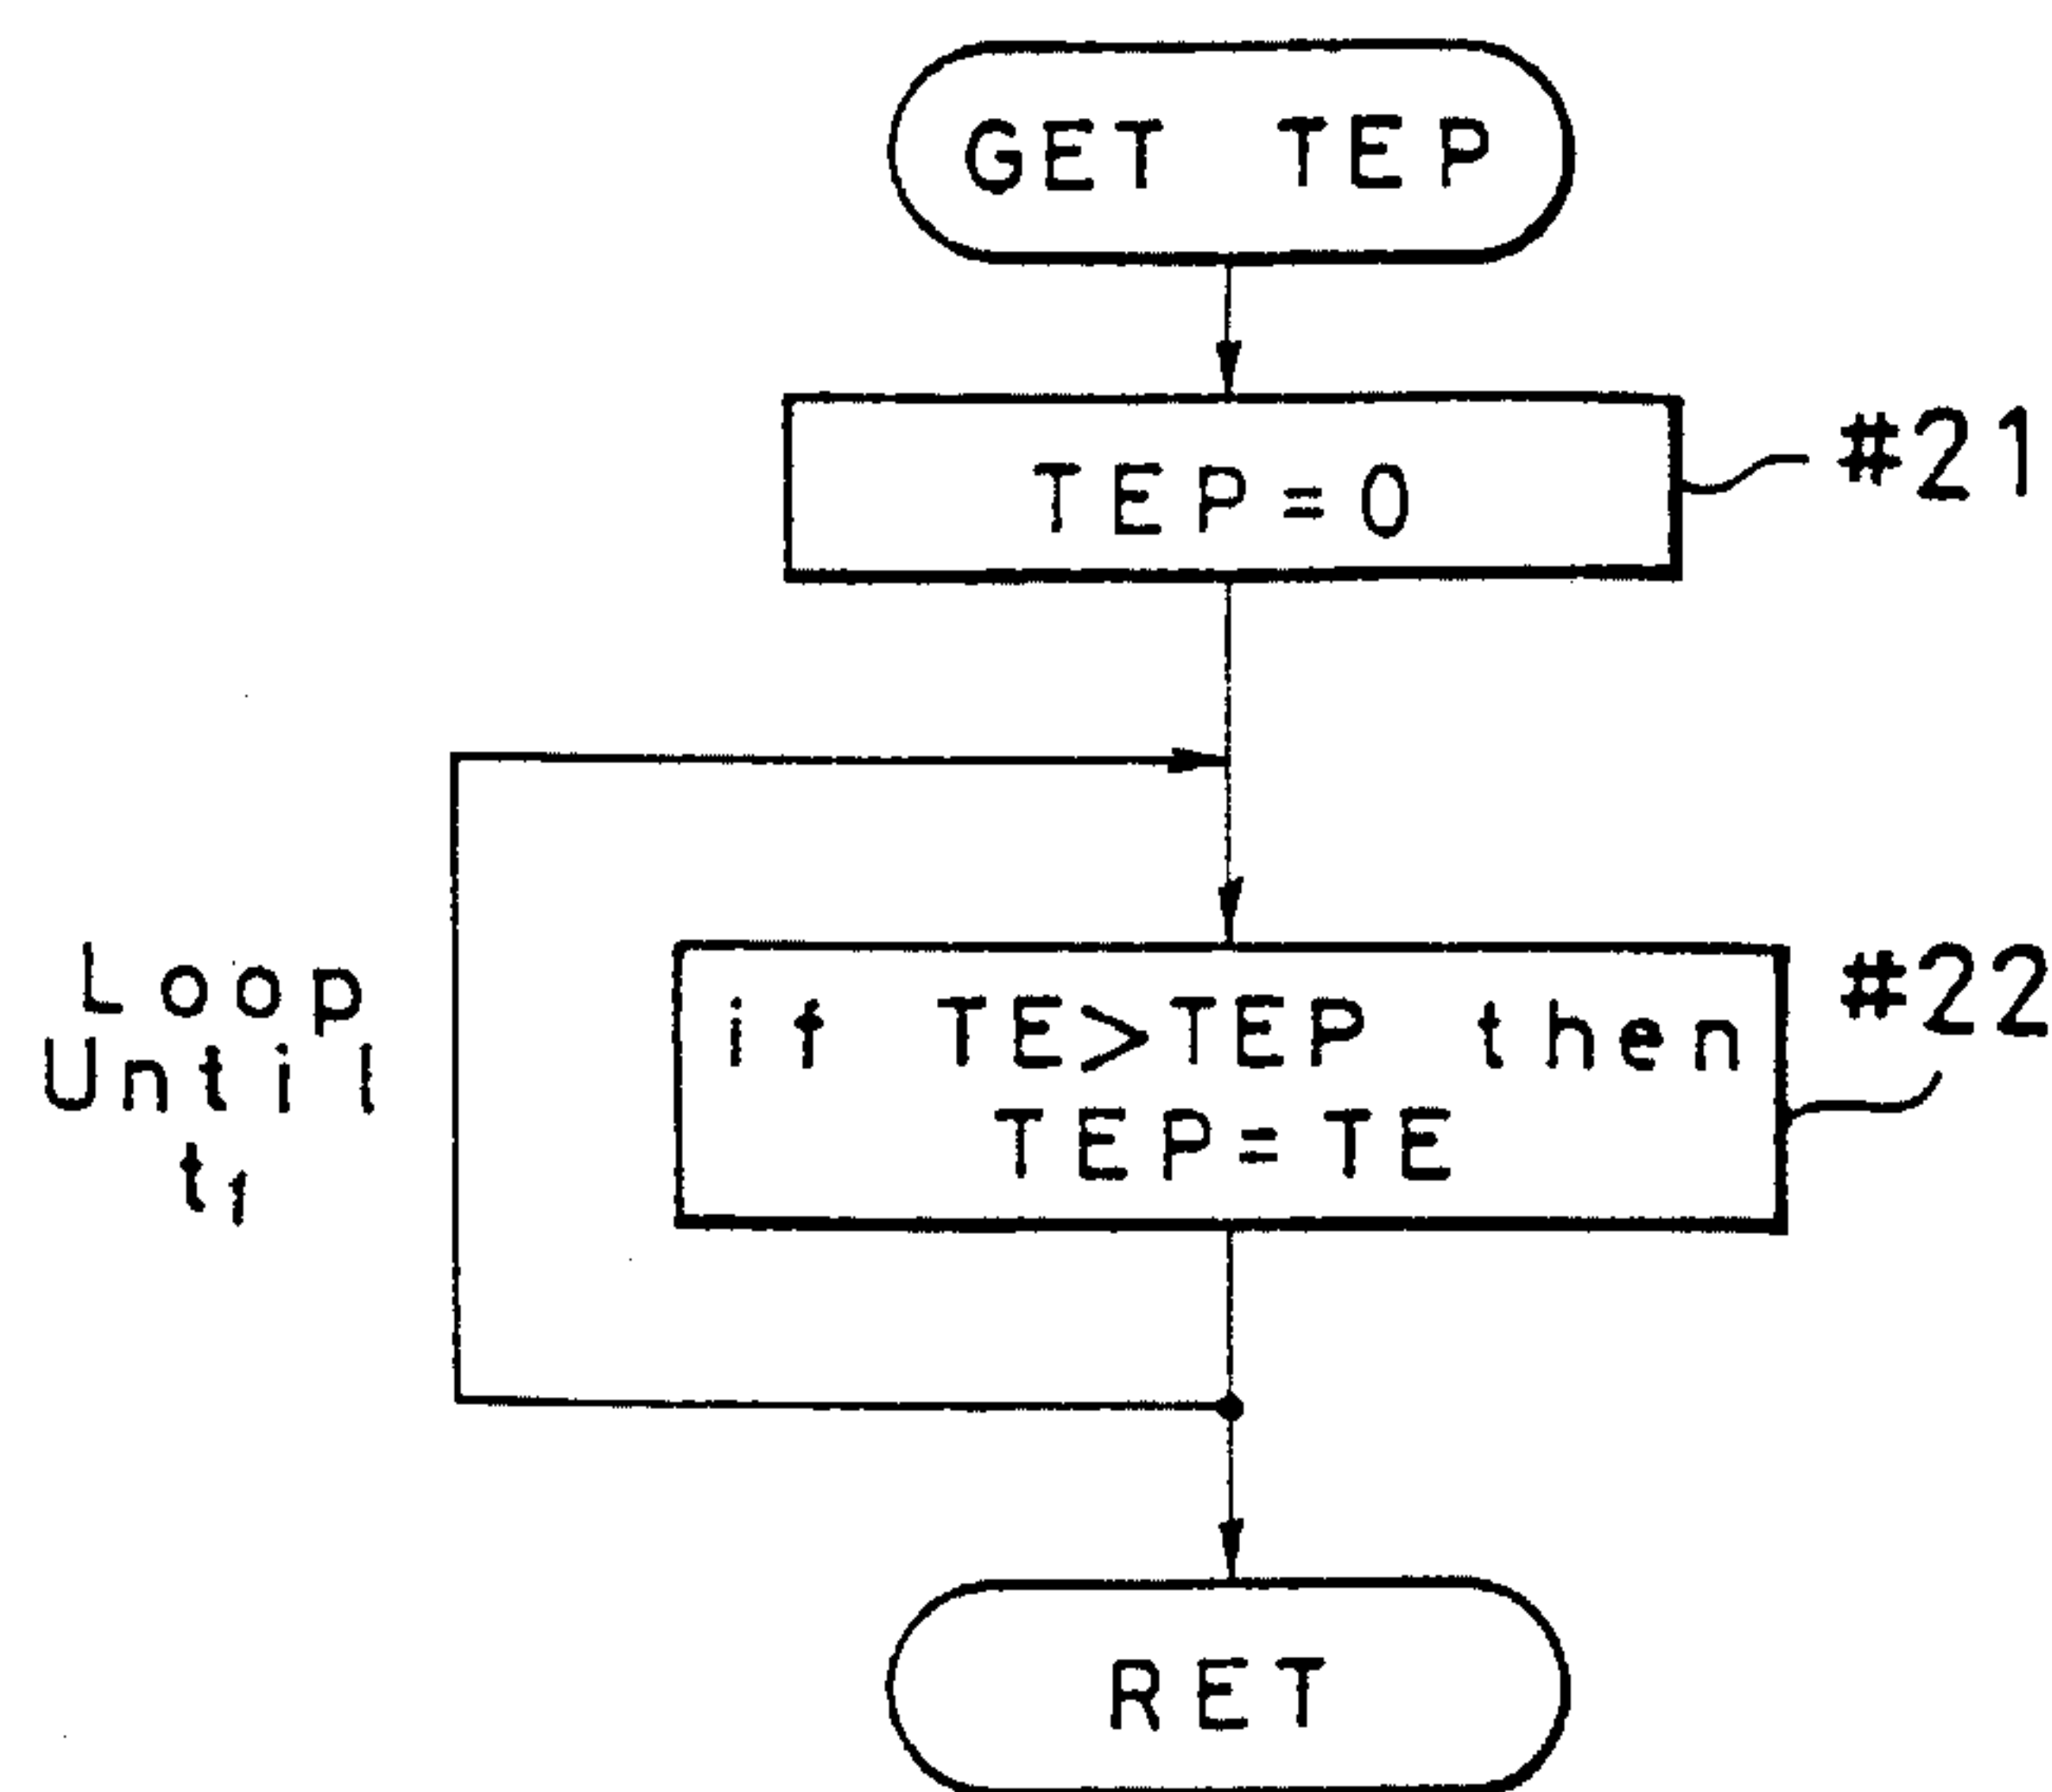 GET TEP
TEP=0
#21
Loop
Until
t1
if TE>TEP then
TEP=TE
#22
RET